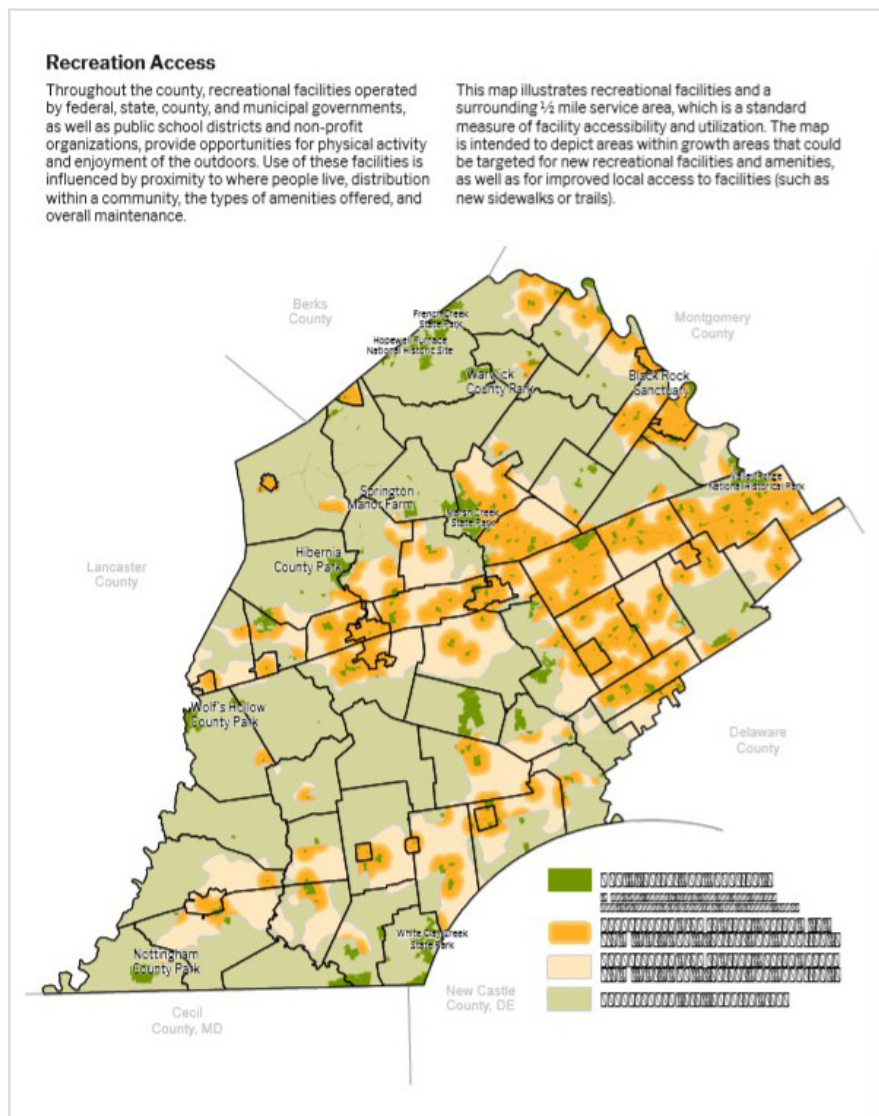 Recreation Access
Throughout the county, recreational facilities operated
by federal, state, county, and municipal governments,
as well as public school districts and non-profit
organizations, provide opportunities for physical activity
and enjoyment of the outdoors. Use of these facilities is
influenced by proximity to where people live, distribution
within a community, the types of amenities offered, and
overall maintenance.
This map illustrates recreational facilities and a
surrounding ½ mile service area, which is a standard
measure of facility accessibility and utilization. The map
is intended to depict areas within growth areas that could
be targeted for new recreational facilities and amenities,
as well as for improved local access to facilities (such as
new sidewalks or trails).
Berks
County
French Creek
State Park
Hopewell Furnace
National Historic Site
Montgomery
County
Warwick
County Park
Black Rock
Sanctuary
National Historical Park
Springton
Manor Farm
Marsh Creek
State Park
Hibernia
County Park
Lancaster
County
Wolf's Hollow
County Park
Delaware
County
White Clay Creek
State Park
Nottingham
County Park
New Castle
County, DE
Cecil
County, MD